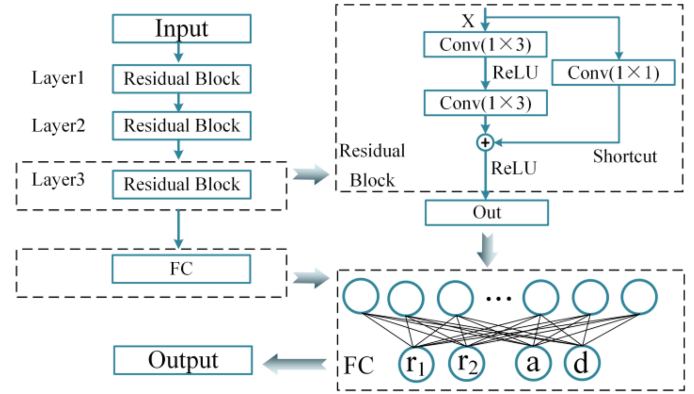 Input
Layer1 Residual Block
Layer2 Residual Block
Layer3 Residual Block
FC
Output
X
Conv(1×3)
ReLU
Conv(1×1)
Conv(1×3)
+
Shortcut
ReLU
Residual
Block
Out
...
FC r₁ r₂ a d